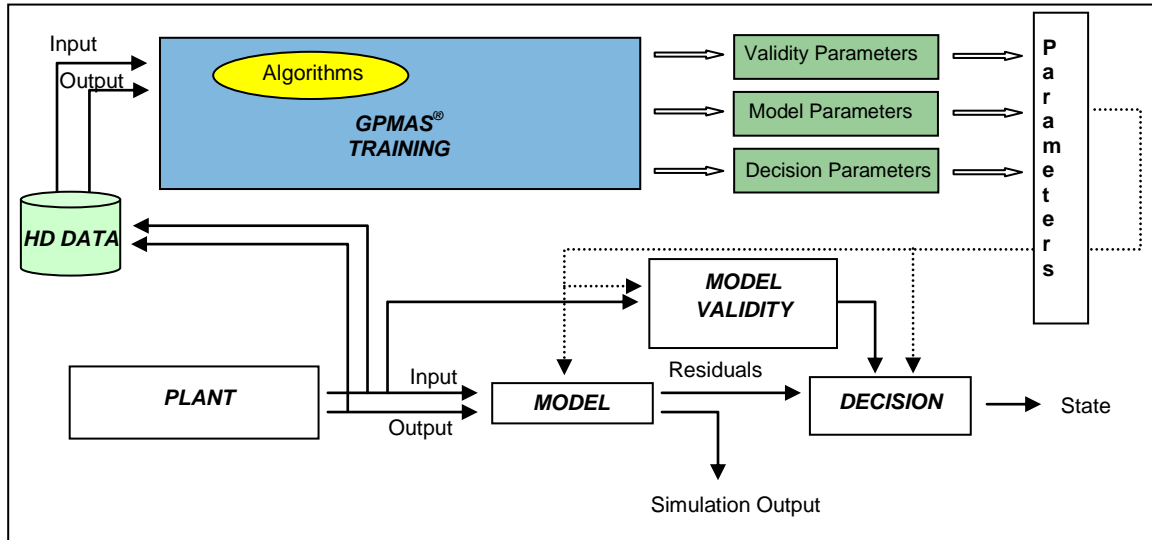 Input
Output
Algorithms
GPMAS®
TRAINING
Validity Parameters
Model Parameters
Decision Parameters
Parameters
HD DATA
MODEL
VALIDITY
PLANT
Input
Output
MODEL
Residuals
DECISION
State
Simulation Output